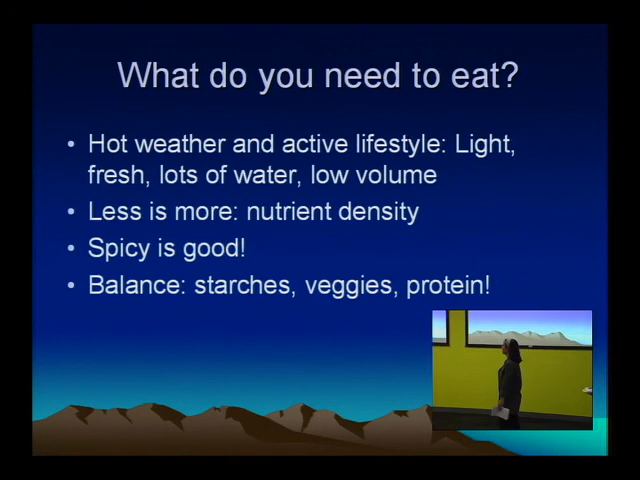 What do you need to eat?
• Hot weather and active lifestyle: Light,
fresh, lots of water, low volume
• Less is more: nutrient density
• Spicy is good!
• Balance: starches, veggies, protein!